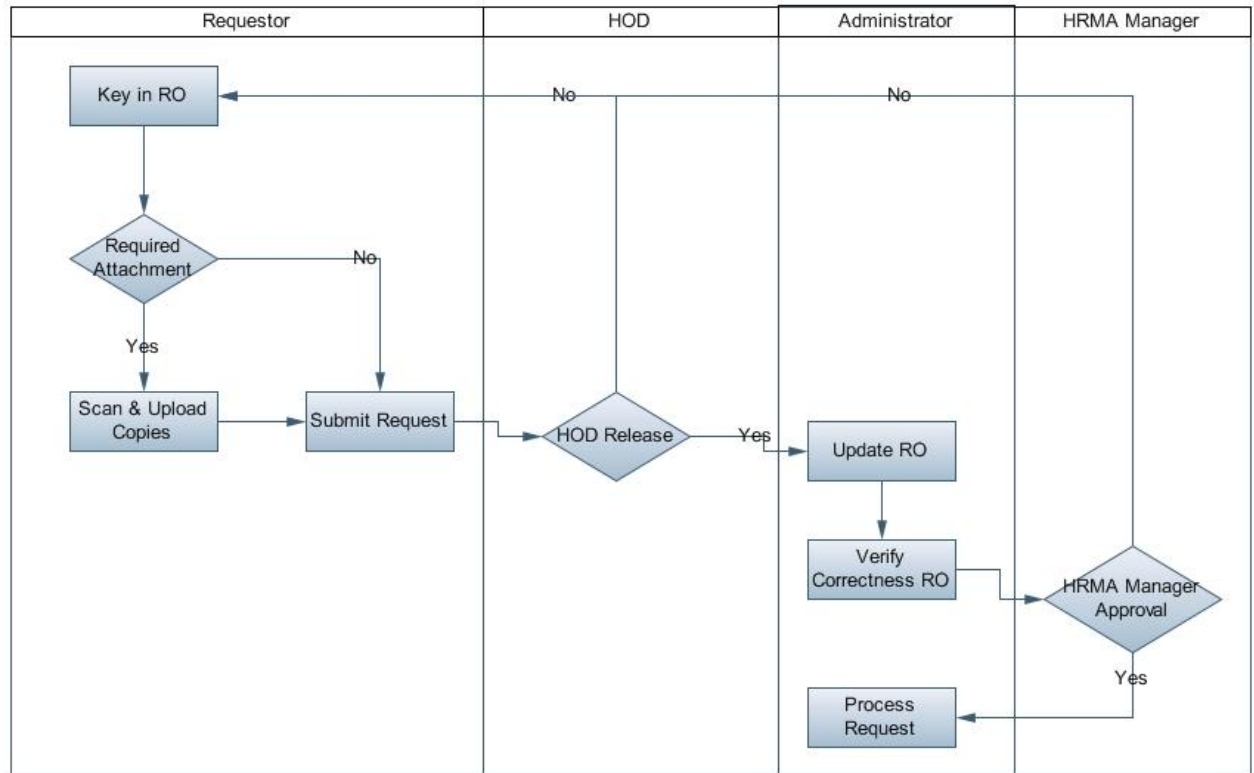 Requestor
HOD
Administrator
HRMA Manager
Key in RO
No
No
Required
Attachment
No
Yes
Scan & Upload
Copies
Submit Request
HOD Release
Yes
Update RO
Verify
Correctness RO
HRMA Manager
Approval
Yes
Process
Request